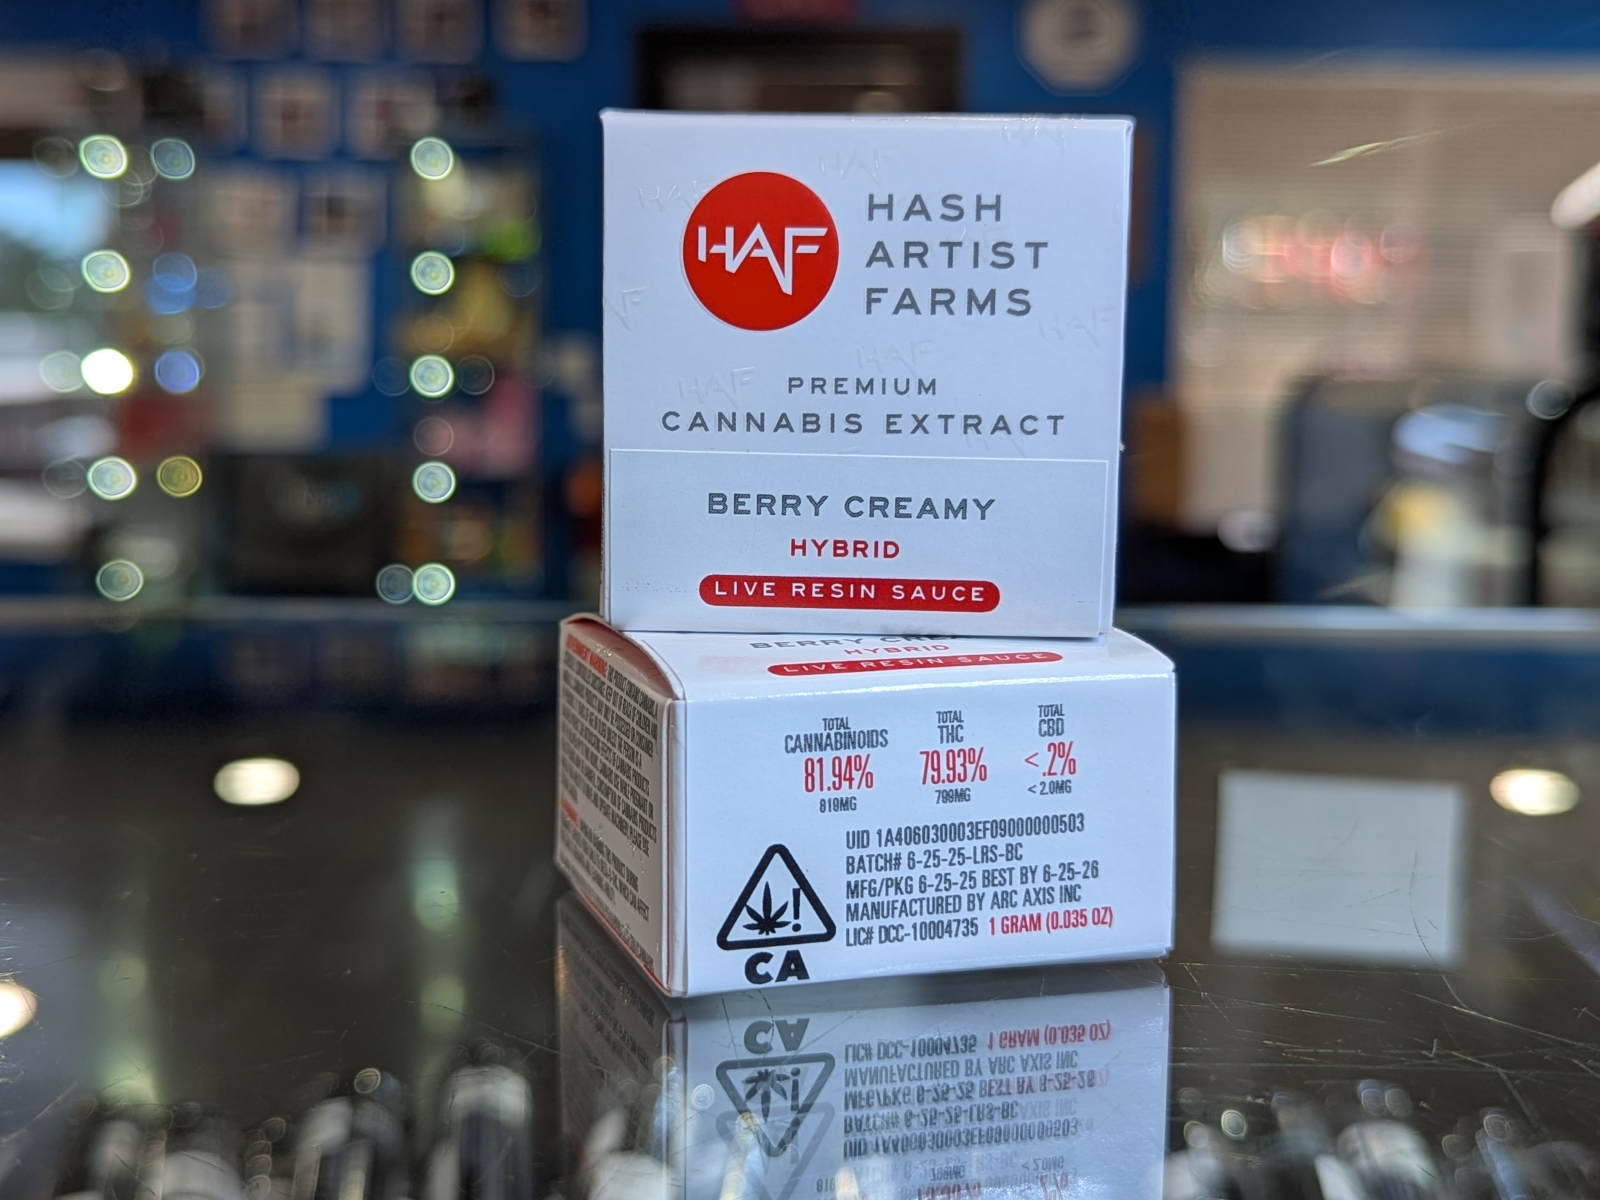 HAF
HASH
ARTIST
FARMS
PREMIUM
CANNABIS EXTRACT
BERRY CREAMY
HYBRID
LIVE RESIN SAUCE
BERRY
HYBRID
LIVE RESIN SAUCE
TOTAL CANNABINOIDS
81.94%
819MG
TOTAL THC
79.93%
799MG
TOTAL CBD
<.2%
<2.0MG
UID 1A406030003EF09000000503
BATCH# 6-25-25-LRS-BC
MFG/PKG 6-25-25 BEST BY 6-25-26
MANUFACTURED BY ARC AXIS INC
LIC# DCC-10004735 1 GRAM (0.035 OZ)
CA